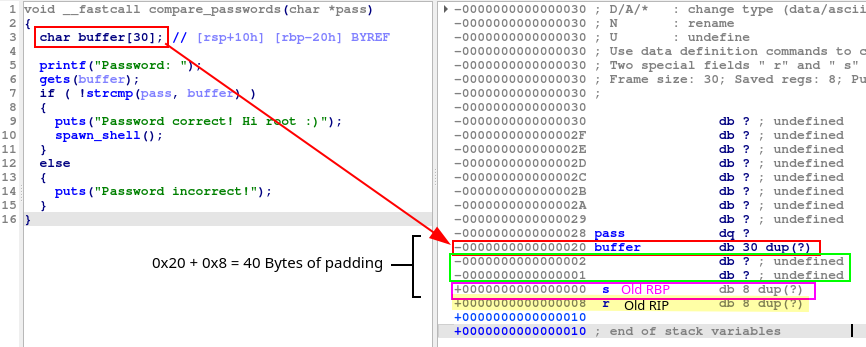 1 void __fastcall compare_passwords(char *pass)
2 {
3 char buffer[30]; // [rsp+10h] [rbp-20h] BYREF
4
5 printf("Password: ");
6 gets(buffer);
7 if ( !strcmp(pass, buffer) )
8 {
9 puts("Password correct! Hi root :)");
10 spawn_shell();
11 }
12 else
13 {
14 puts("Password incorrect!");
15 }
16 }
0x20 + 0x8 = 40 Bytes of padding
-0000000000000030 ; D/A/* : change type (data/ascii
-0000000000000030 ; N : rename
-0000000000000030 ; U : undefine
-0000000000000030 ; Use data definition commands to c
-0000000000000030 ; Two special fields " r" and " s"
-0000000000000030 ; Frame size: 30; Saved regs: 8; Pu
-0000000000000030 ;
-0000000000000030
-0000000000000030 db ? ; undefined
-000000000000002F db ? ; undefined
-000000000000002E db ? ; undefined
-000000000000002D db ? ; undefined
-000000000000002C db ? ; undefined
-000000000000002B db ? ; undefined
-000000000000002A db ? ; undefined
-0000000000000029 db ? ; undefined
-0000000000000028 pass dq ?
-0000000000000020 buffer db 30 dup(?)
-0000000000000002 db ? ; undefined
-0000000000000001 db ? ; undefined
+0000000000000000 s Old RBP db 8 dup(?)
+0000000000000008 r Old RIP db 8 dup(?)
+0000000000000010
+0000000000000010 ; end of stack variables